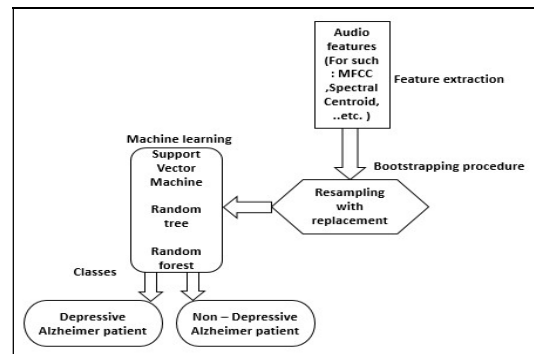 Audio
features
(For such
: MFCC
,Spectral
Centroid,
..etc. )
Feature extraction
Bootstrapping procedure
Resampling
with
replacement
Machine learning
Support
Vector
Machine
Random
tree
Random
forest
Classes
Depressive
Alzheimer patient
Non – Depressive
Alzheimer patient